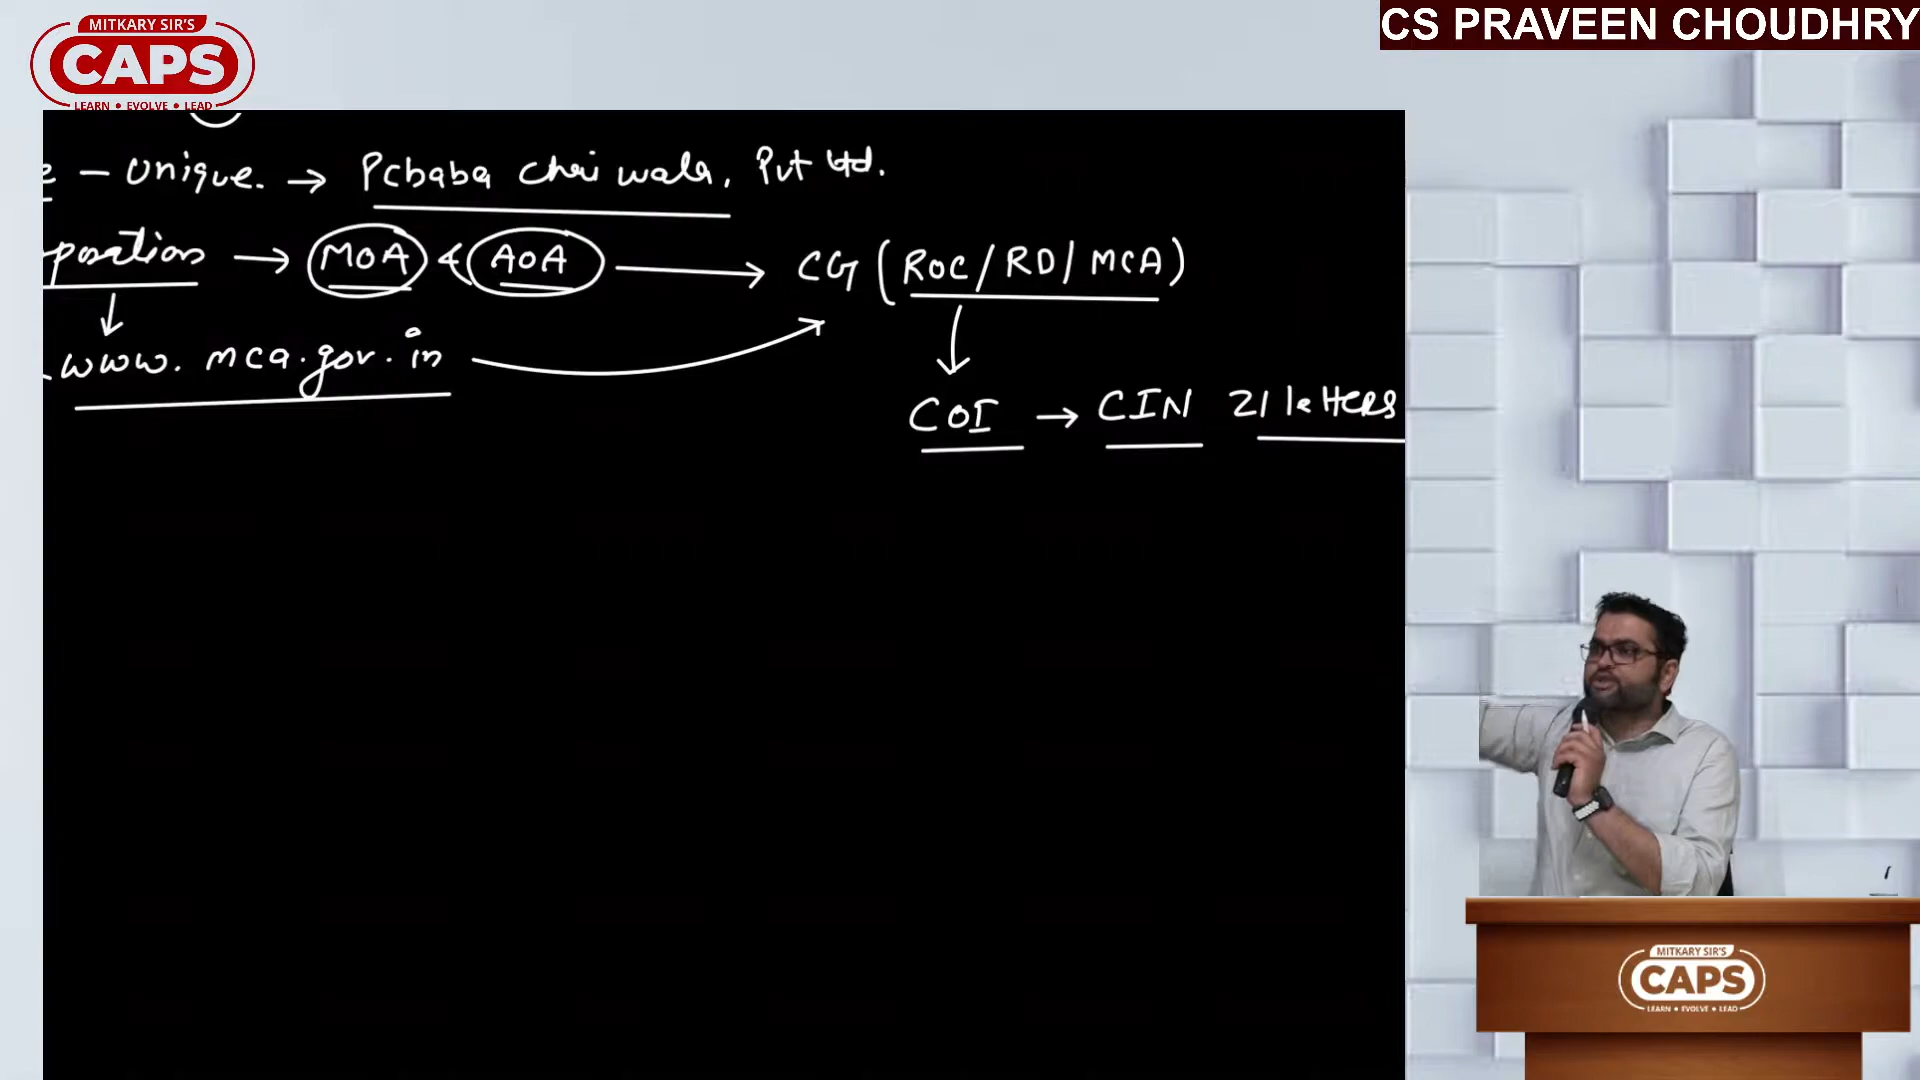 MITKARY SIR'S
CAPS
LEARN • EVOLVE • LEAD
CS PRAVEEN CHOUDHRY
e – Unique. → Pcbaba chai wala, Pvt Ltd.
poration → MOA & AOA → CG (ROC/RD/MCA)
www.mca.gov.in
COI → CIN 21 letters
MITKARY SIR'S
CAPS
LEARN • EVOLVE • LEAD